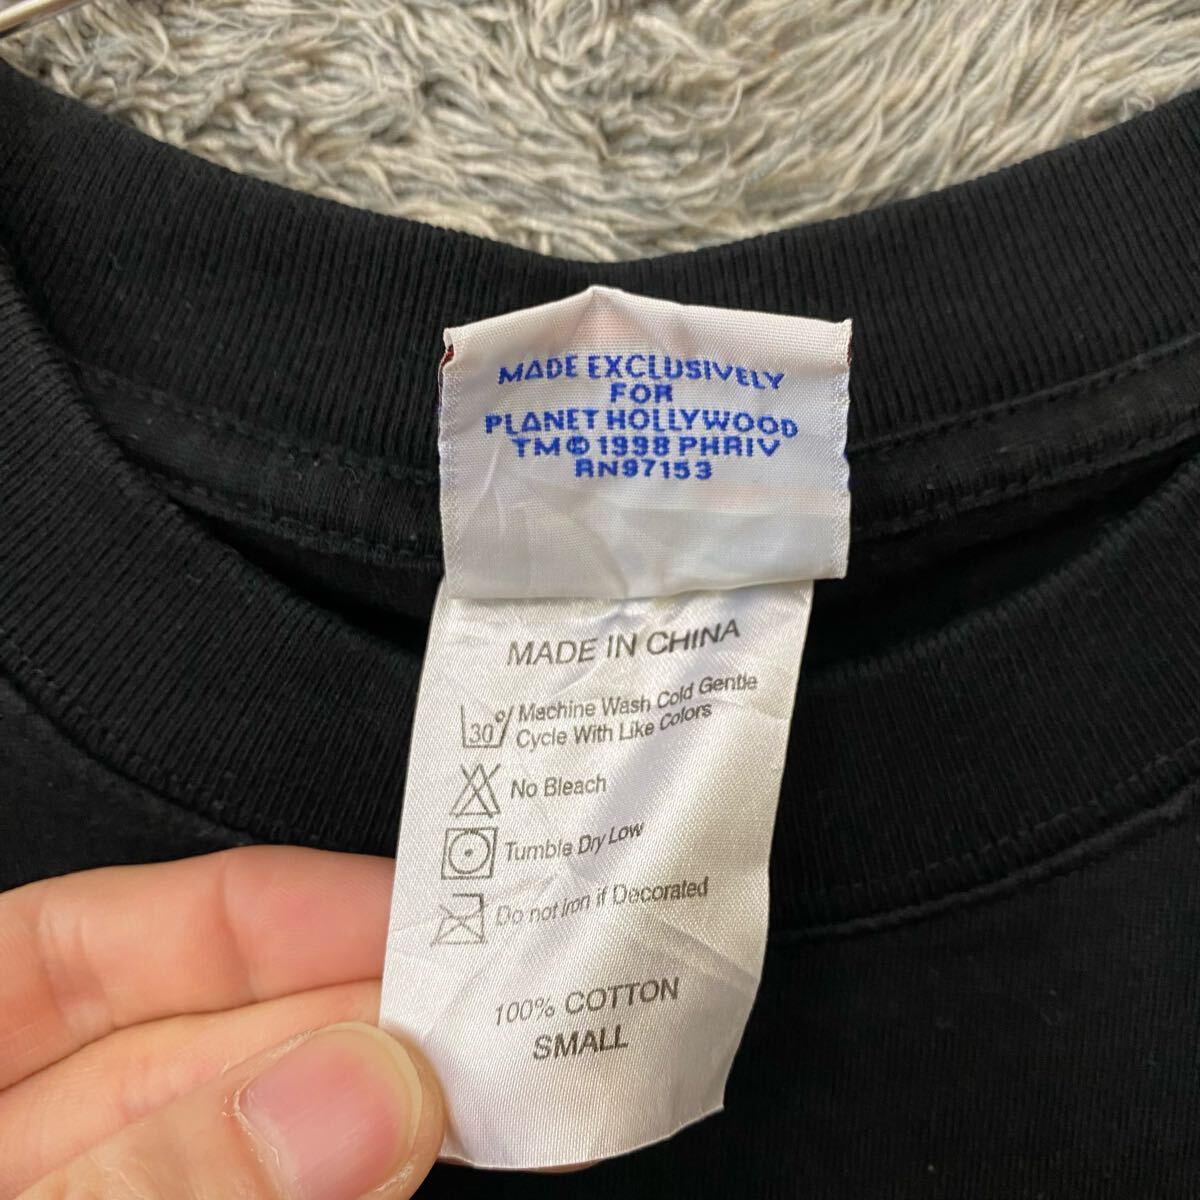 MADE EXCLUSIVELY
FOR
PLANET HOLLYWOOD
TM © 1998 PHRIV
RN97153
MADE IN CHINA
30° Machine Wash Cold Gentle
Cycle With Like Colors
No Bleach
Tumble Dry Low
Do not Iron if Decorated
100% COTTON
SMALL